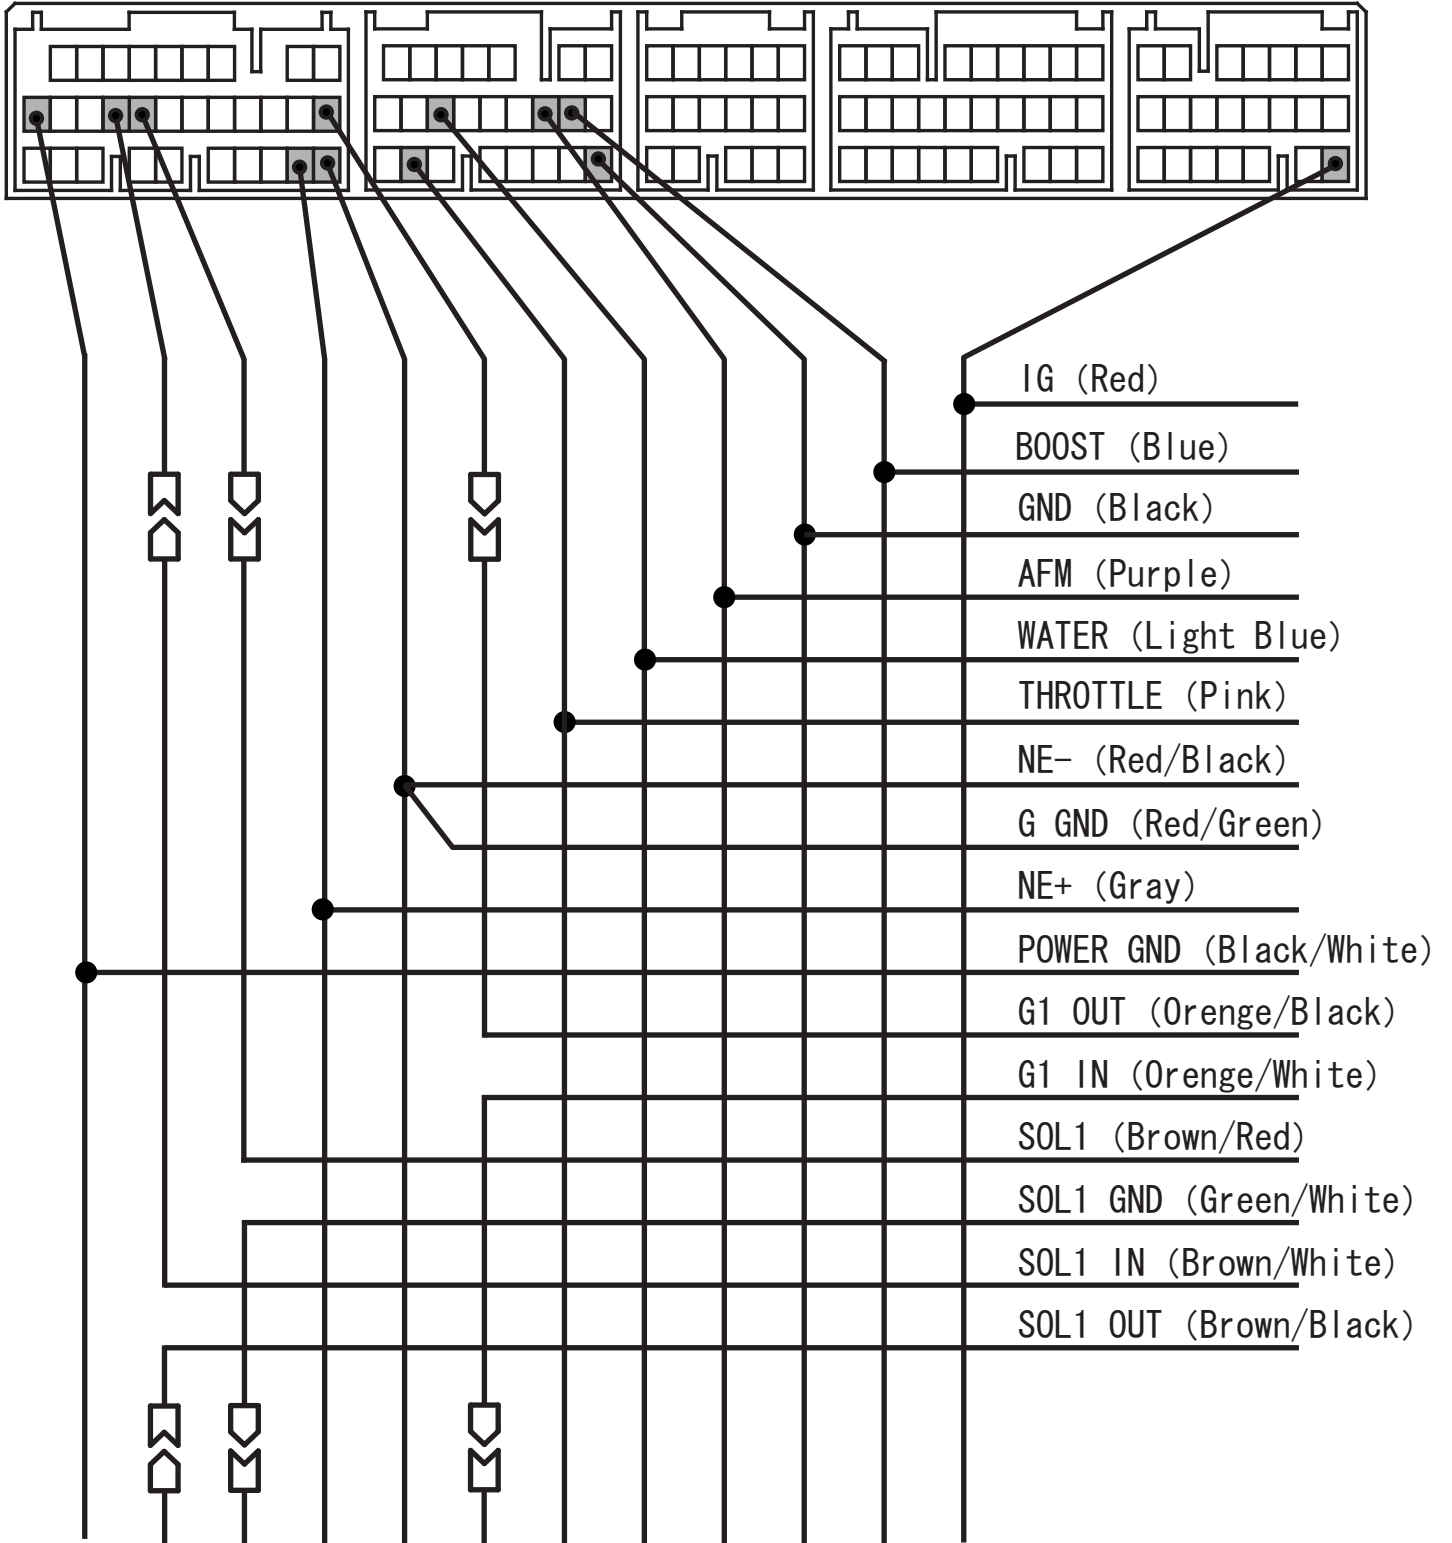 IG (Red)
BOOST (Blue)
GND (Black)
AFM (Purple)
WATER (Light Blue)
THROTTLE (Pink)
NE− (Red/Black)
G GND (Red/Green)
NE+ (Gray)
POWER GND (Black/White)
G1 OUT (Orenge/Black)
G1 IN (Orenge/White)
SOL1 (Brown/Red)
SOL1 GND (Green/White)
SOL1 IN (Brown/White)
SOL1 OUT (Brown/Black)